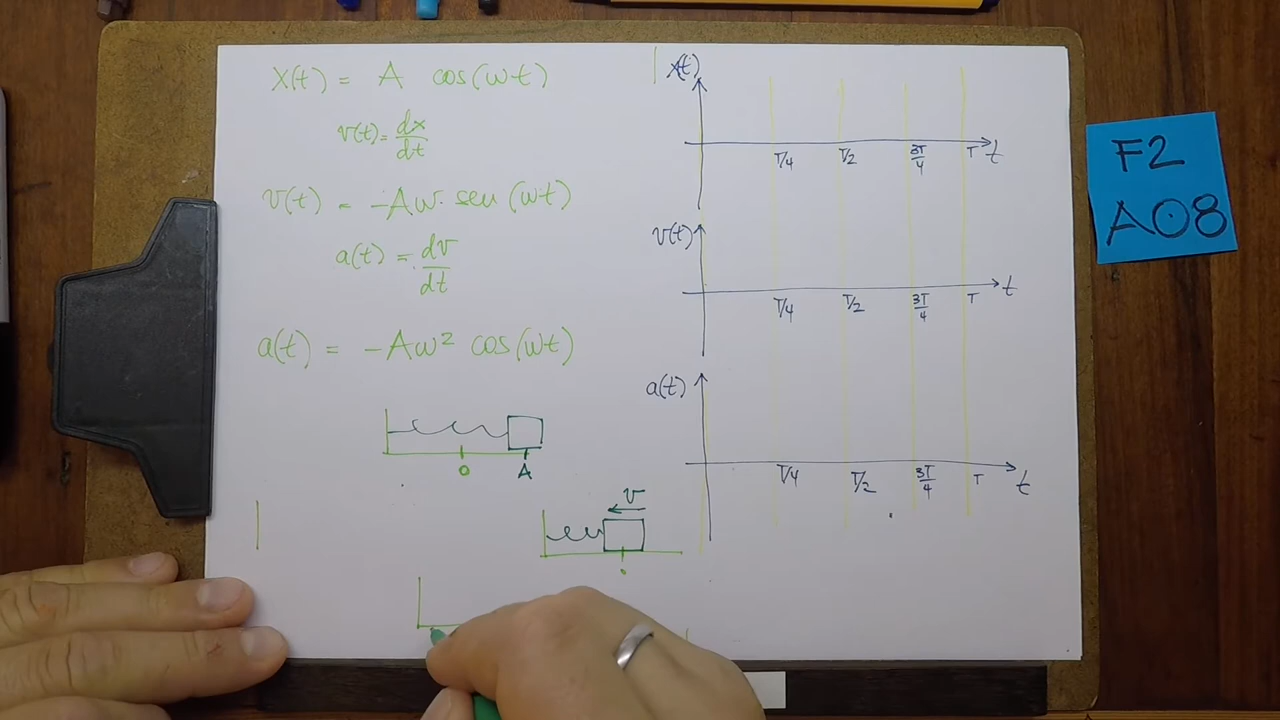 x(t) = A cos(ωt)
v(t) = dx/dt
v(t) = -Aω. sen (ωt)
a(t) = dv/dt
a(t) = -Aω² cos(ωt)
0 A
v
x(t)
T/4 T/2 3T/4 T t
v(t)
T/4 T/2 3T/4 T t
a(t)
T/4 T/2 3T/4 T t
F2
A08